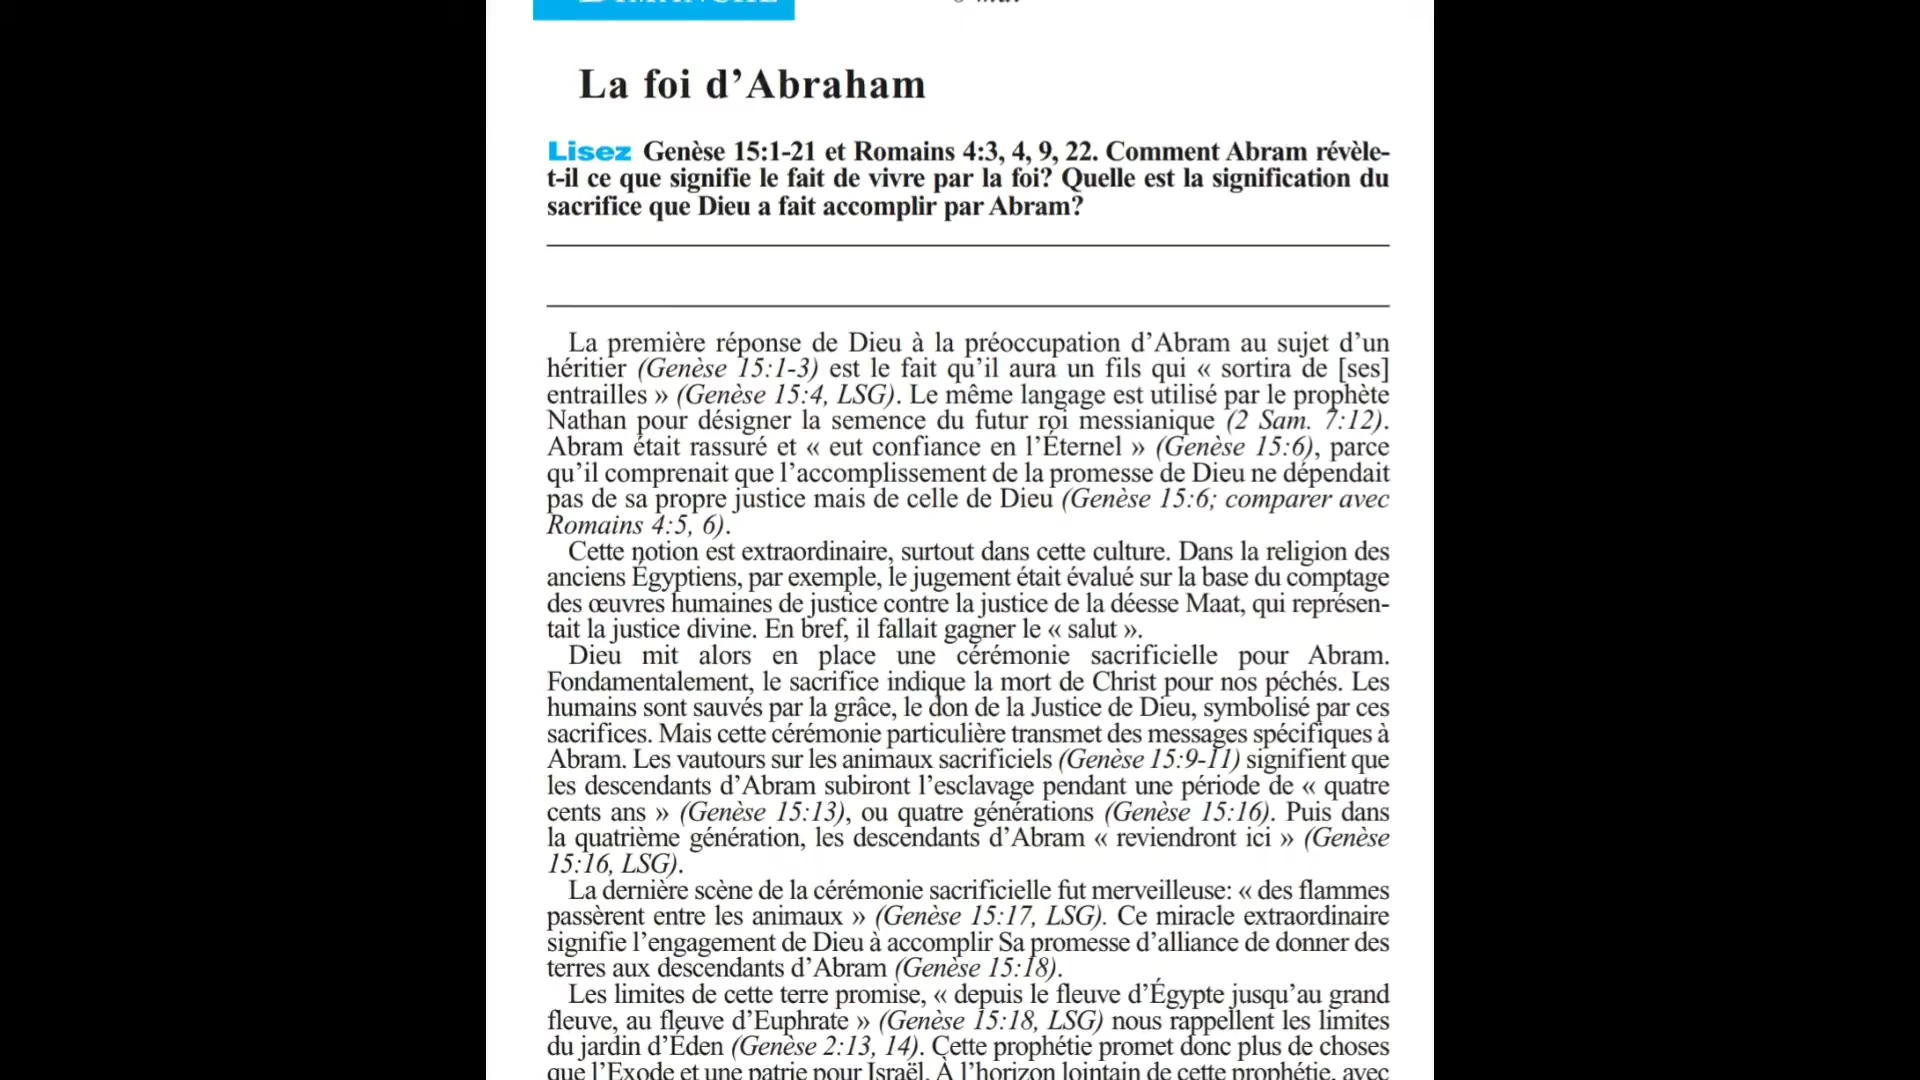 DIMANCHE
La foi d’Abraham
Lisez Genèse 15:1-21 et Romains 4:3, 4, 9, 22. Comment Abram révèle-
t-il ce que signifie le fait de vivre par la foi? Quelle est la signification du
sacrifice que Dieu a fait accomplir par Abram?
La première réponse de Dieu à la préoccupation d’Abram au sujet d’un
héritier (Genèse 15:1-3) est le fait qu’il aura un fils qui « sortira de [ses]
entrailles » (Genèse 15:4, LSG). Le même langage est utilisé par le prophète
Nathan pour désigner la semence du futur roi messianique (2 Sam. 7:12).
Abram était rassuré et « eut confiance en l’Éternel » (Genèse 15:6), parce
qu’il comprenait que l’accomplissement de la promesse de Dieu ne dépendait
pas de sa propre justice mais de celle de Dieu (Genèse 15:6; comparer avec
Romains 4:5, 6).
Cette notion est extraordinaire, surtout dans cette culture. Dans la religion des
anciens Égyptiens, par exemple, le jugement était évalué sur la base du comptage
des œuvres humaines de justice contre la justice de la déesse Maat, qui représen-
tait la justice divine. En bref, il fallait gagner le « salut ».
Dieu mit alors en place une cérémonie sacrificielle pour Abram.
Fondamentalement, le sacrifice indique la mort de Christ pour nos péchés. Les
humains sont sauvés par la grâce, le don de la Justice de Dieu, symbolisé par ces
sacrifices. Mais cette cérémonie particulière transmet des messages spécifiques à
Abram. Les vautours sur les animaux sacrificiels (Genèse 15:9-11) signifient que
les descendants d’Abram subiront l’esclavage pendant une période de « quatre
cents ans » (Genèse 15:13), ou quatre générations (Genèse 15:16). Puis dans
la quatrième génération, les descendants d’Abram « reviendront ici » (Genèse
15:16, LSG).
La dernière scène de la cérémonie sacrificielle fut merveilleuse: « des flammes
passèrent entre les animaux » (Genèse 15:17, LSG). Ce miracle extraordinaire
signifie l’engagement de Dieu à accomplir Sa promesse d’alliance de donner des
terres aux descendants d’Abram (Genèse 15:18).
Les limites de cette terre promise, « depuis le fleuve d’Égypte jusqu’au grand
fleuve, au fleuve d’Euphrate » (Genèse 15:18, LSG) nous rappellent les limites
du jardin d’Éden (Genèse 2:13, 14). Cette prophétie promet donc plus de choses
que l’Exode et une patrie pour Israël. À l’horizon lointain de cette prophétie, avec